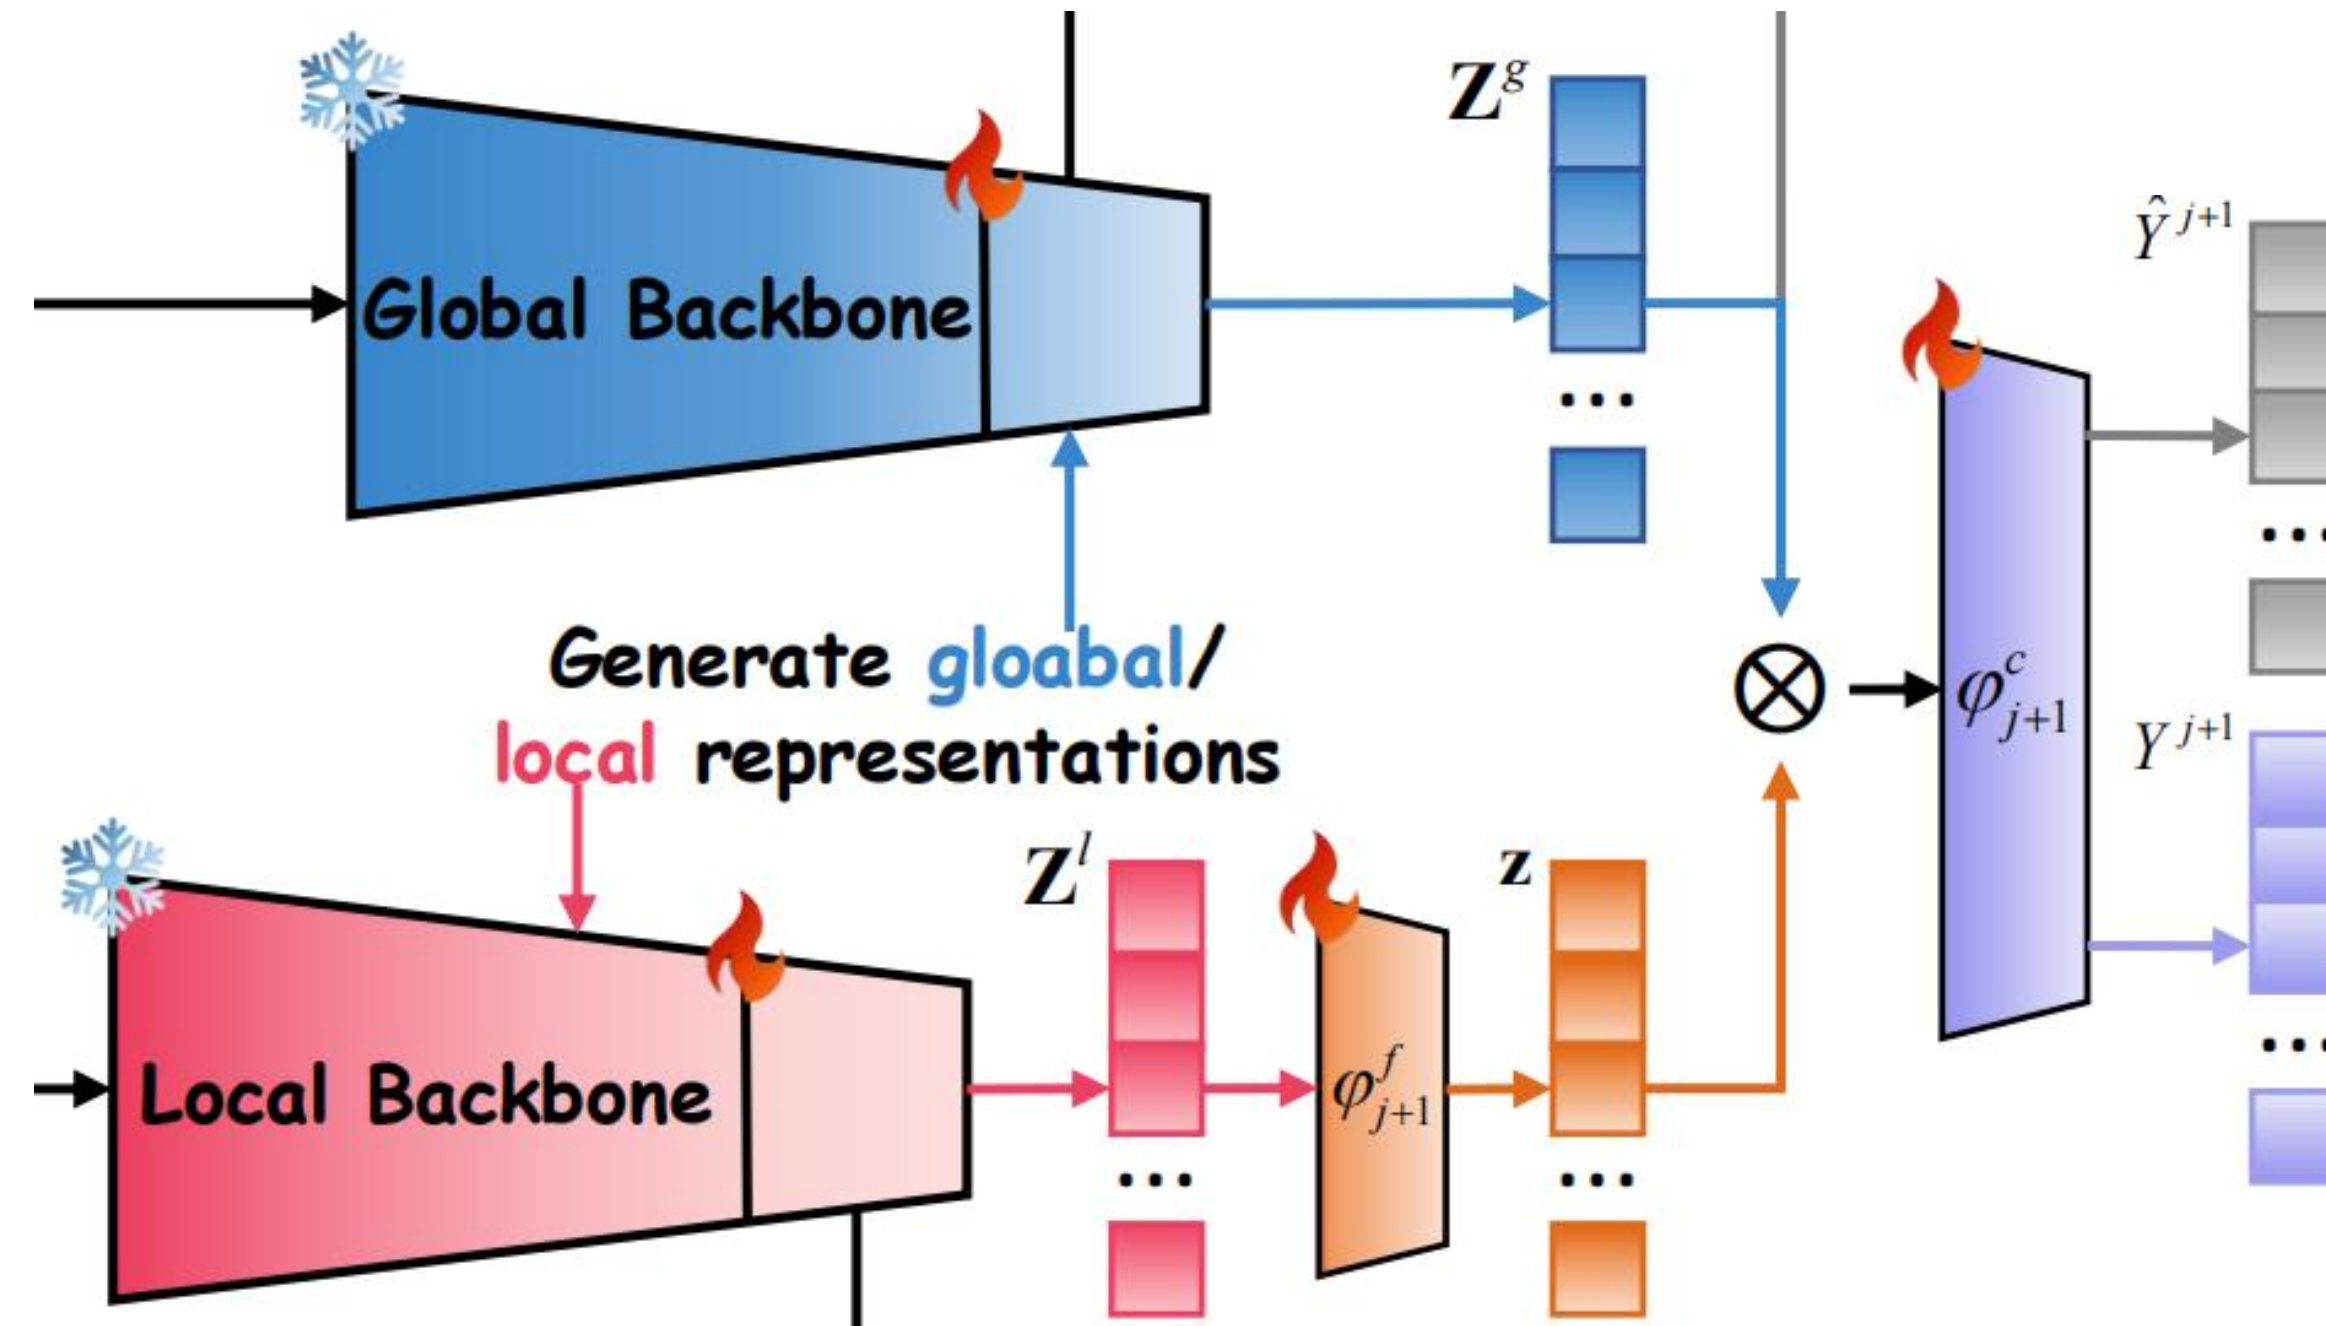 Z^g
Ŷ^{j+1}
Global Backbone
...
...
Generate gloabal/
φ^c_{j+1}
Y^{j+1}
local representations
Z^l
z
Local Backbone
φ^f_{j+1}
...
...
...